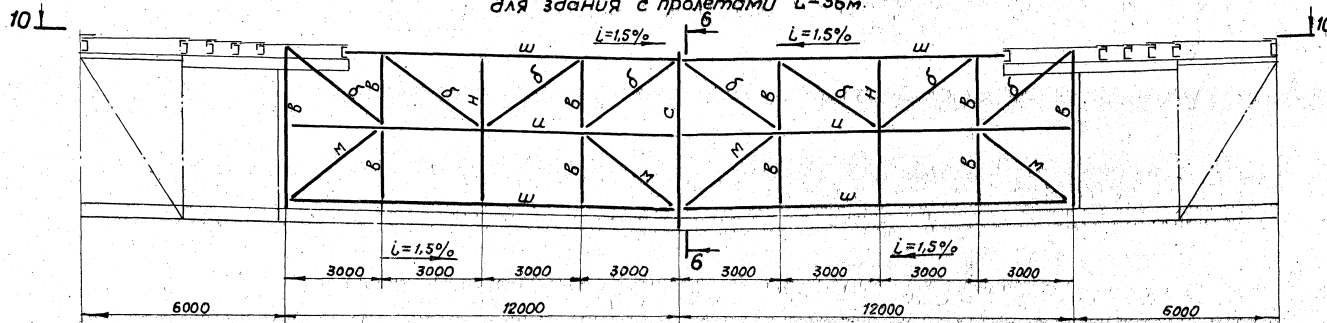 для здания с пролетами L=36м.
10 6 10
i=1,5% i=1,5%
ш ш
в б в б н б в б с б в б н б в б в
и и
м в в м м в в м
ш ш
i=1,5% 6 i=1,5%
3000 3000 3000 3000 3000 3000 3000 3000
6000 12000 12000 6000